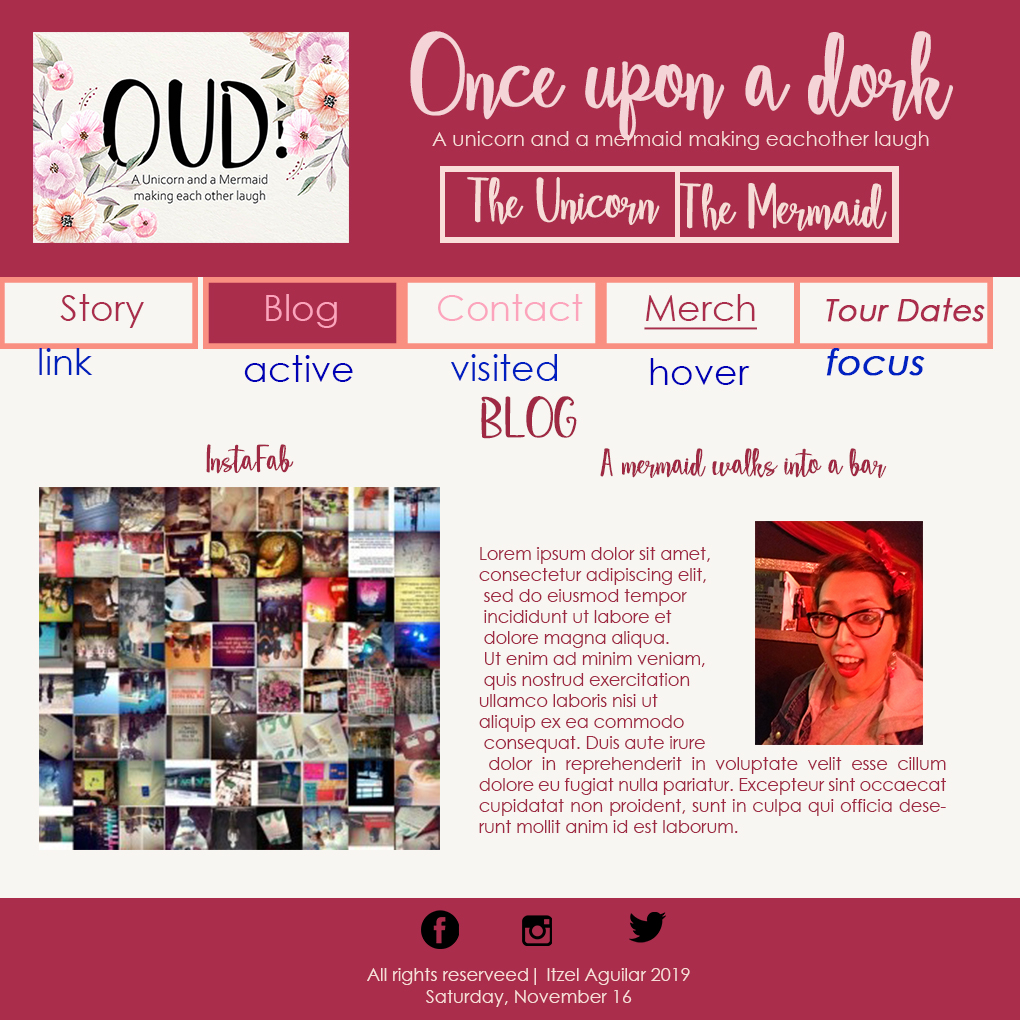 OUD!
A Unicorn and a Mermaid
making each other laugh
Once upon a dork
A unicorn and a mermaid making eachother laugh
The Unicorn
The Mermaid
Story
Blog
Contact
Merch
Tour Dates
link
active
visited
hover
focus
BLOG
InstaFab
A mermaid walks into a bar
Lorem ipsum dolor sit amet,
consectetur adipiscing elit,
sed do eiusmod tempor
incididunt ut labore et
dolore magna aliqua.
Ut enim ad minim veniam,
quis nostrud exercitation
ullamco laboris nisi ut
aliquip ex ea commodo
consequat. Duis aute irure
dolor in reprehenderit in voluptate velit esse cillum
dolore eu fugiat nulla pariatur. Excepteur sint occaecat
cupidatat non proident, sunt in culpa qui officia dese-
runt mollit anim id est laborum.
All rights reserveed| Itzel Aguilar 2019
Saturday, November 16